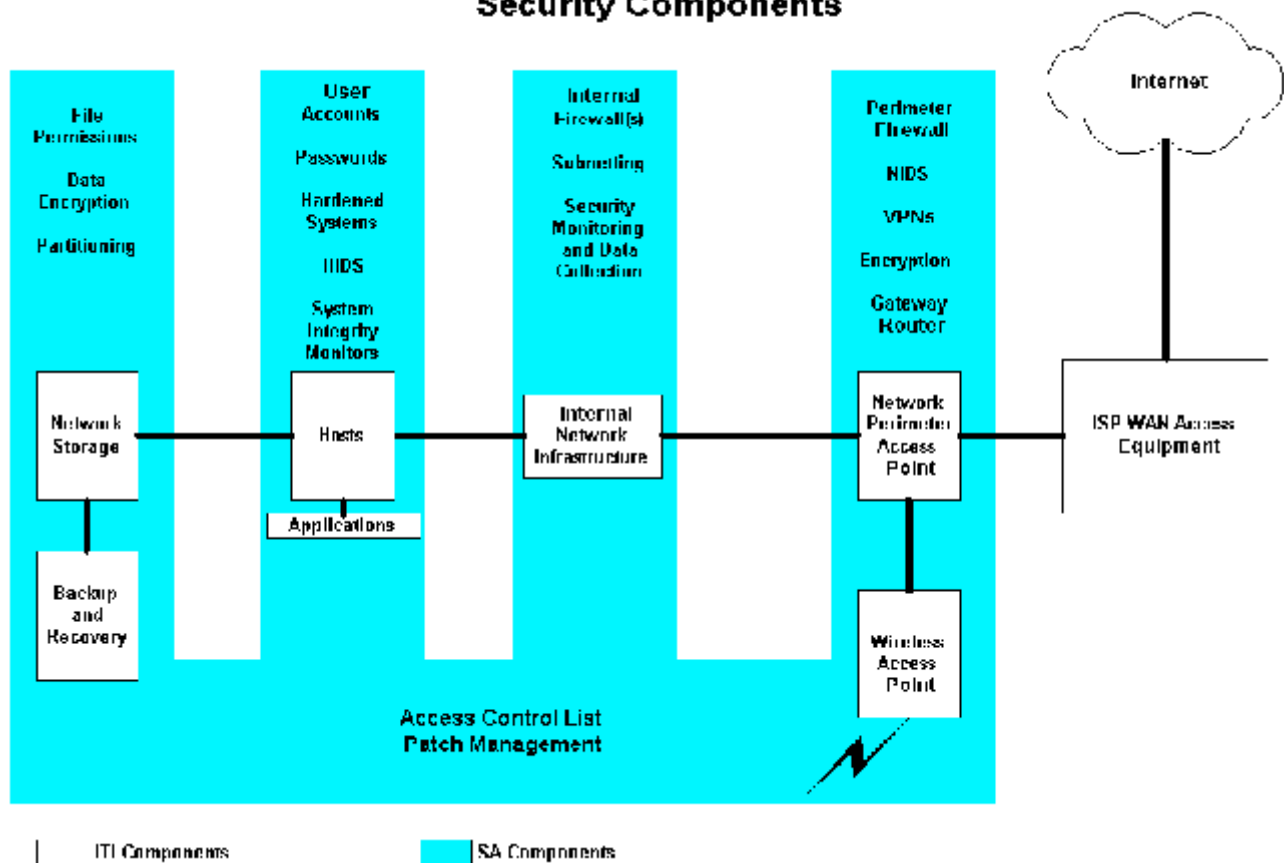 Security Components
Internet
File
Permissions
Data
Encryption
Partitioning
User
Accounts
Passwords
Hardened
Systems
HIDS
System
Integrity
Monitors
Internal
Firewall(s)
Subnetting
Security
Monitoring
and Data
Collection
Perimeter
Firewall
NIDS
VPNs
Encryption
Gateway
Router
Network
Storage
Hosts
Internal
Network
Infrastructure
Network
Perimeter
Access
Point
ISP WAN Access
Equipment
Applications
Backup
and
Recovery
Wireless
Access
Point
Access Control List
Patch Management
ITI Components
SA Components